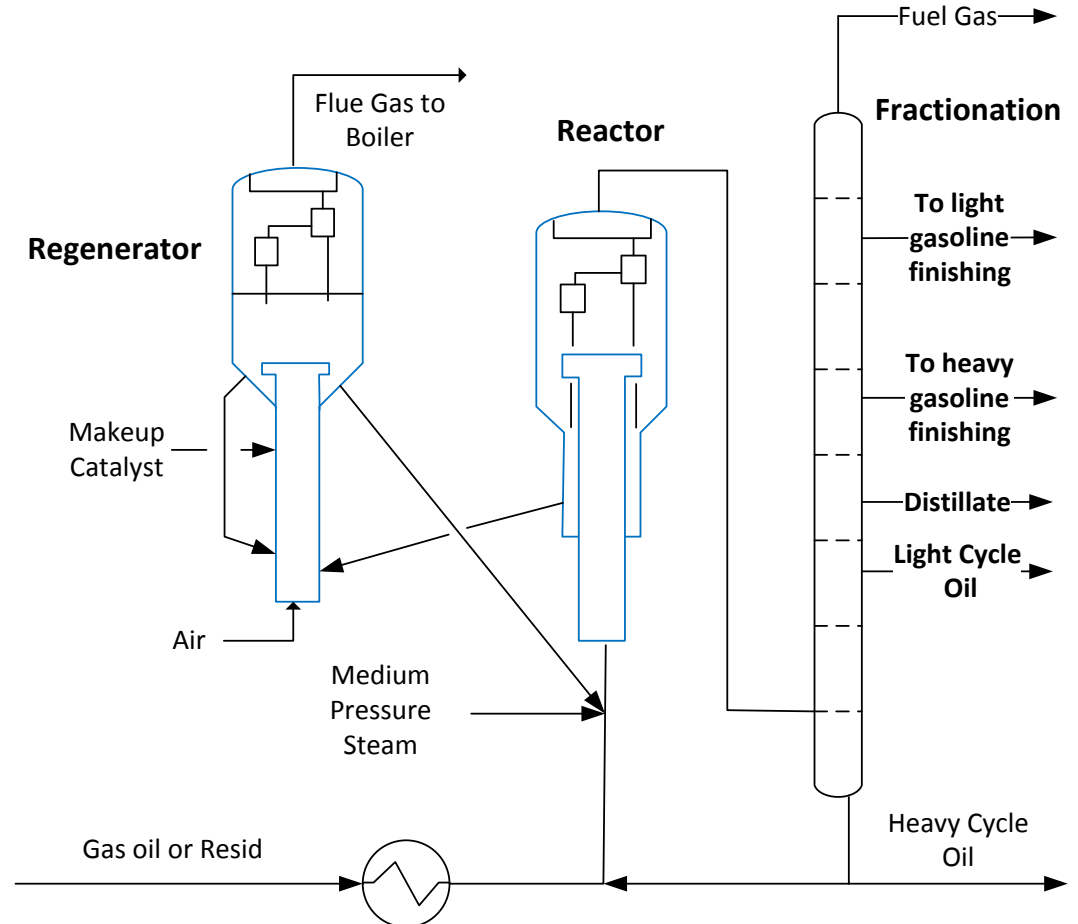 Fuel Gas
Flue Gas to
Boiler
Reactor
Fractionation
Regenerator
To light
gasoline
finishing
To heavy
gasoline
finishing
Makeup
Catalyst
Distillate
Light Cycle
Oil
Air
Medium
Pressure
Steam
Gas oil or Resid
Heavy Cycle
Oil